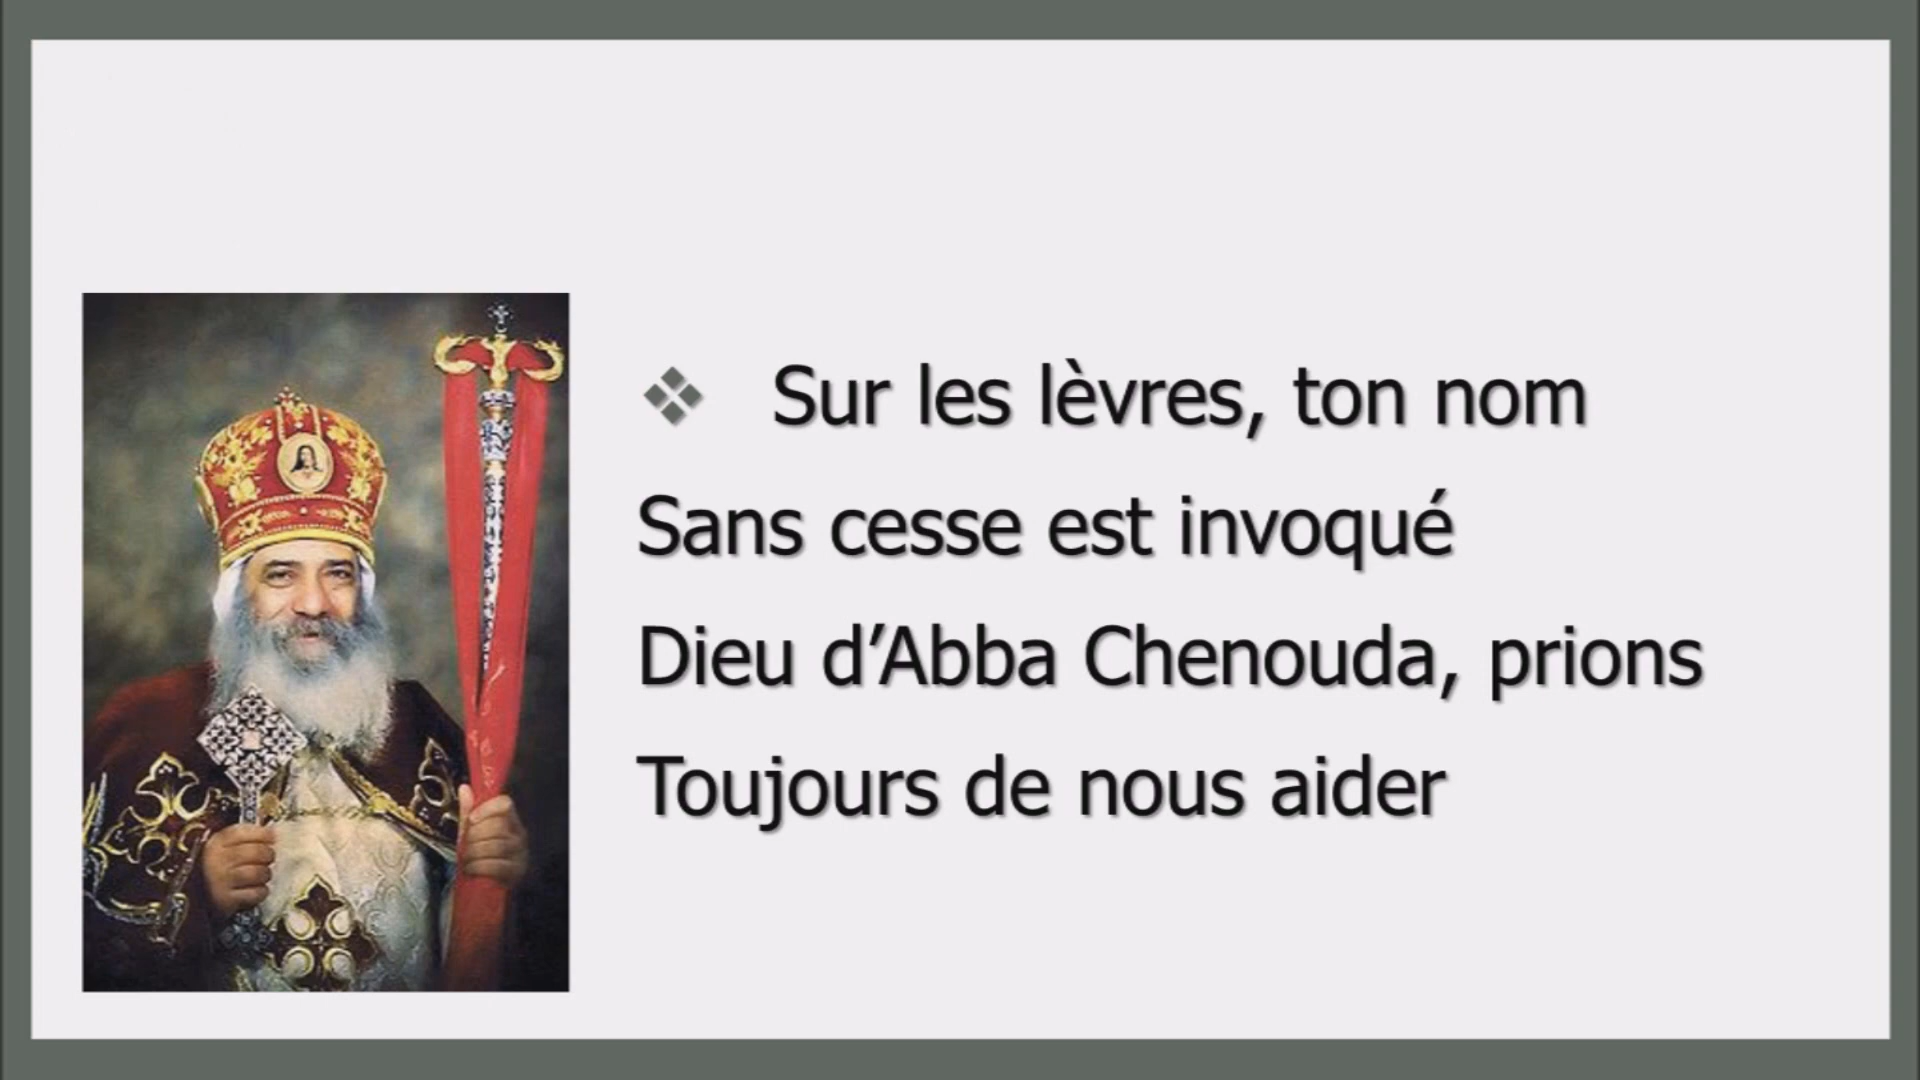 ❖ Sur les lèvres, ton nom
Sans cesse est invoqué
Dieu d’Abba Chenouda, prions
Toujours de nous aider